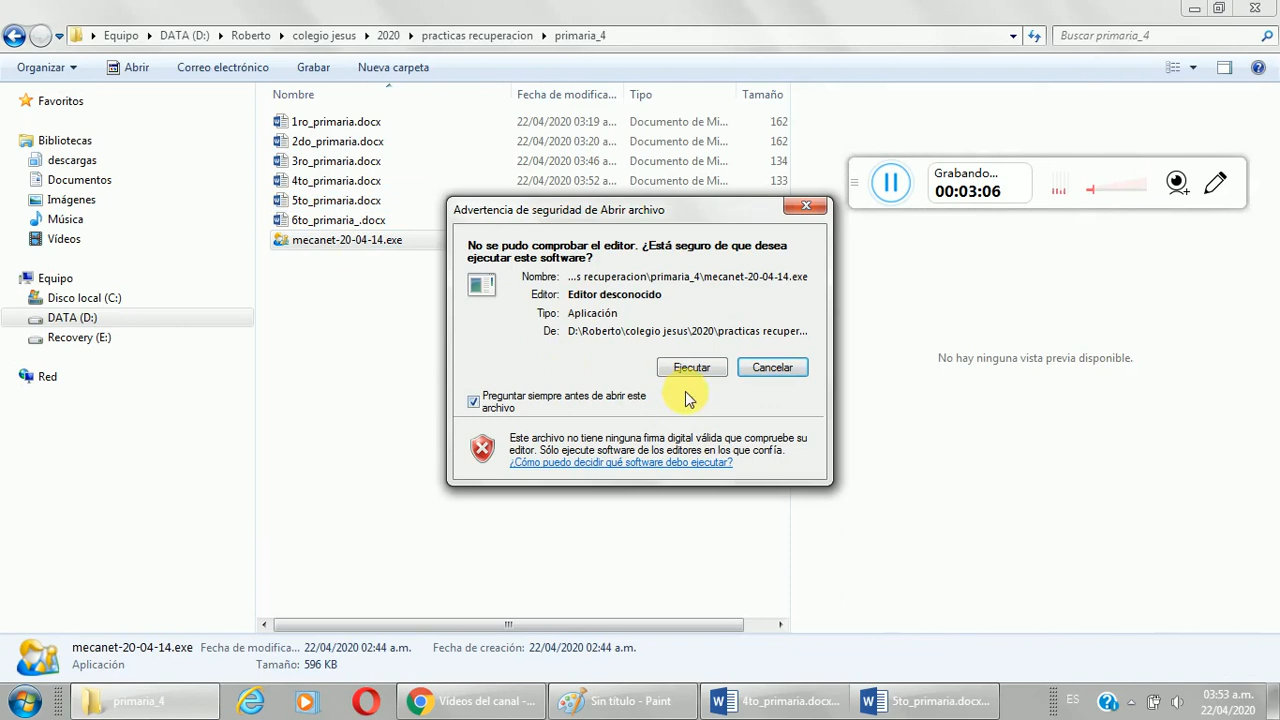 Equipo ▸ DATA (D:) ▸ Roberto ▸ colegio jesus ▸ 2020 ▸ practicas recuperacion ▸ primaria_4
Buscar primaria_4
Organizar Abrir Correo electrónico Grabar Nueva carpeta
Nombre Fecha de modifica... Tipo Tamaño
Favoritos
Bibliotecas
descargas
Documentos
Imágenes
Música
Vídeos
Equipo
Disco local (C:)
DATA (D:)
Recovery (E:)
Red
1ro_primaria.docx 22/04/2020 03:19 a... Documento de Mi... 162
2do_primaria.docx 22/04/2020 03:20 a... Documento de Mi... 162
3ro_primaria.docx 22/04/2020 03:46 a... Documento de Mi... 134
4to_primaria.docx 22/04/2020 03:52 a... Documento de Mi... 133
5to_primaria.docx
6to_primaria_.docx
mecanet-20-04-14.exe
Grabando...
00:03:06
Advertencia de seguridad de Abrir archivo
No se pudo comprobar el editor. ¿Está seguro de que desea
ejecutar este software?
Nombre: ...s recuperacion\primaria_4\mecanet-20-04-14.exe
Editor: Editor desconocido
Tipo: Aplicación
De: D:\Roberto\colegio jesus\2020\practicas recuper...
Ejecutar Cancelar
Preguntar siempre antes de abrir este
archivo
Este archivo no tiene ninguna firma digital válida que compruebe su
editor. Sólo ejecute software de los editores en los que confía.
¿Cómo puedo decidir qué software debo ejecutar?
No hay ninguna vista previa disponible.
mecanet-20-04-14.exe Fecha de modifica... 22/04/2020 02:44 a.m. Fecha de creación: 22/04/2020 02:44 a.m.
Aplicación Tamaño: 596 KB
primaria_4 Vídeos del canal -... Sin título - Paint 4to_primaria.docx... 5to_primaria.docx... ES 03:53 a.m.
22/04/2020